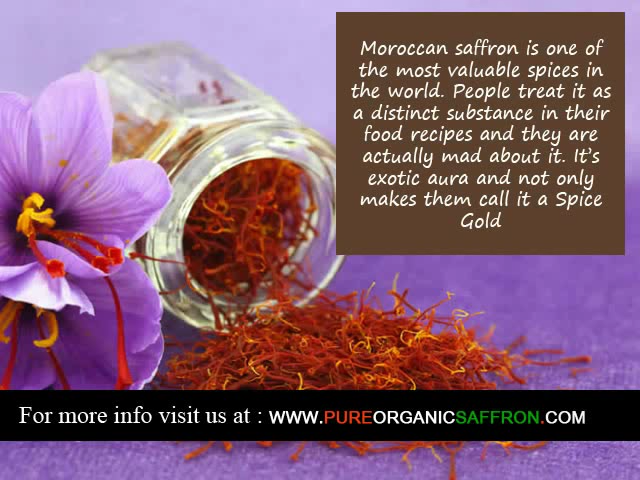 Moroccan saffron is one of
the most valuable spices in
the world. People treat it as
a distinct substance in their
food recipes and they are
actually mad about it. It's
exotic aura and not only
makes them call it a Spice
Gold
For more info visit us at : WWW.PUREORGANICSAFFRON.COM